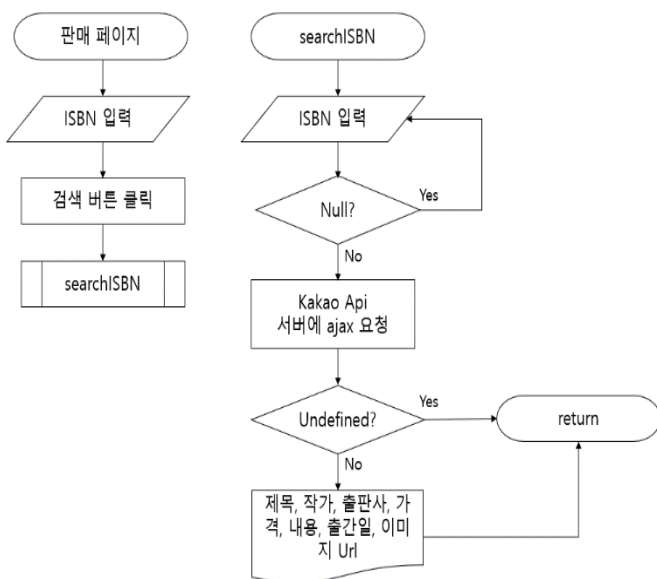 판매 페이지
ISBN 입력
검색 버튼 클릭
searchISBN
searchISBN
ISBN 입력
Null?
Yes
No
Kakao Api
서버에 ajax 요청
Undefined?
Yes
No
return
제목, 작가, 출판사, 가
격, 내용, 출간일, 이미
지 Url